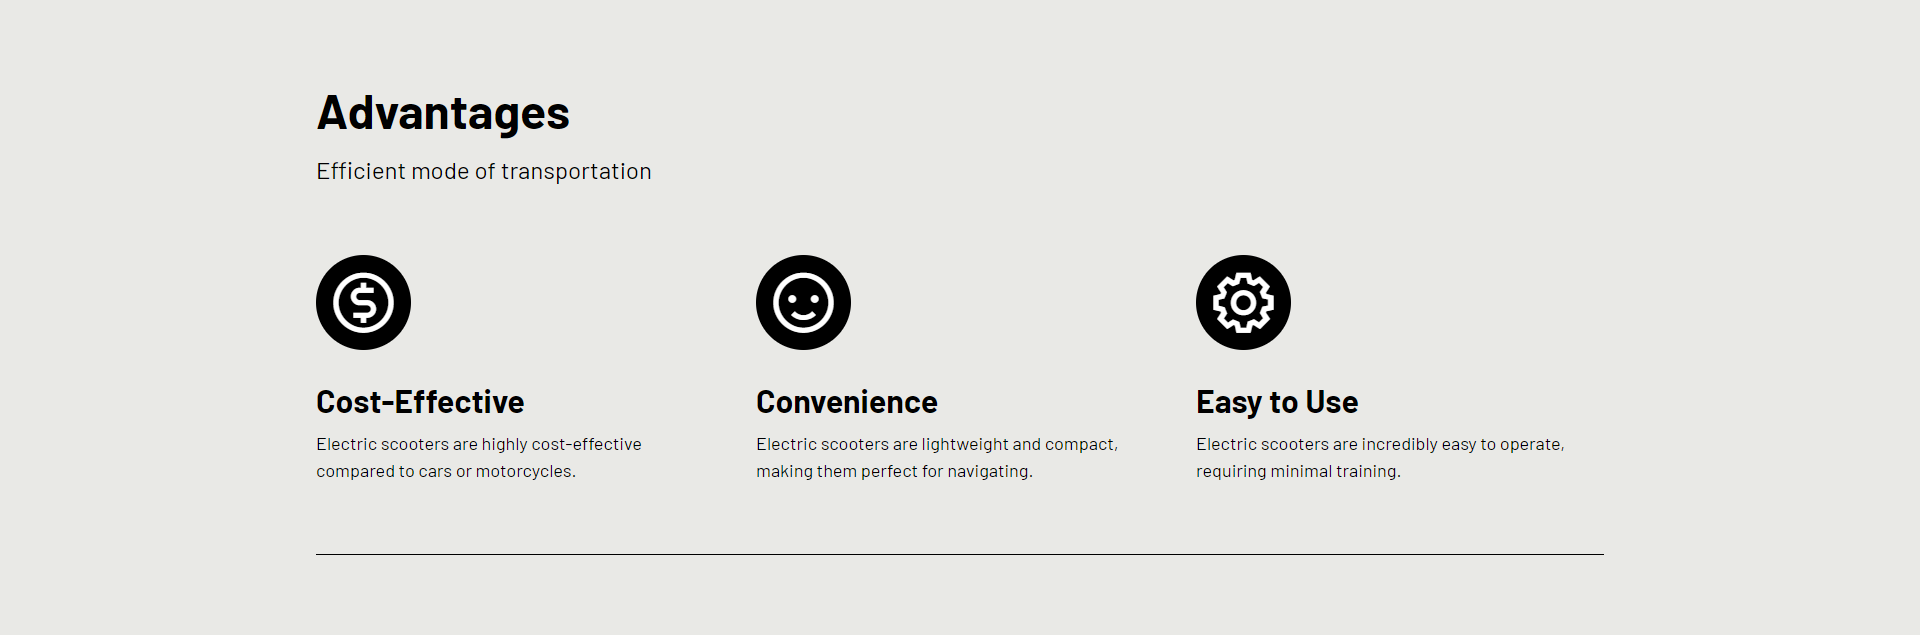 Advantages
Efficient mode of transportation
Cost-Effective
Electric scooters are highly cost-effective
compared to cars or motorcycles.
Convenience
Electric scooters are lightweight and compact,
making them perfect for navigating.
Easy to Use
Electric scooters are incredibly easy to operate,
requiring minimal training.